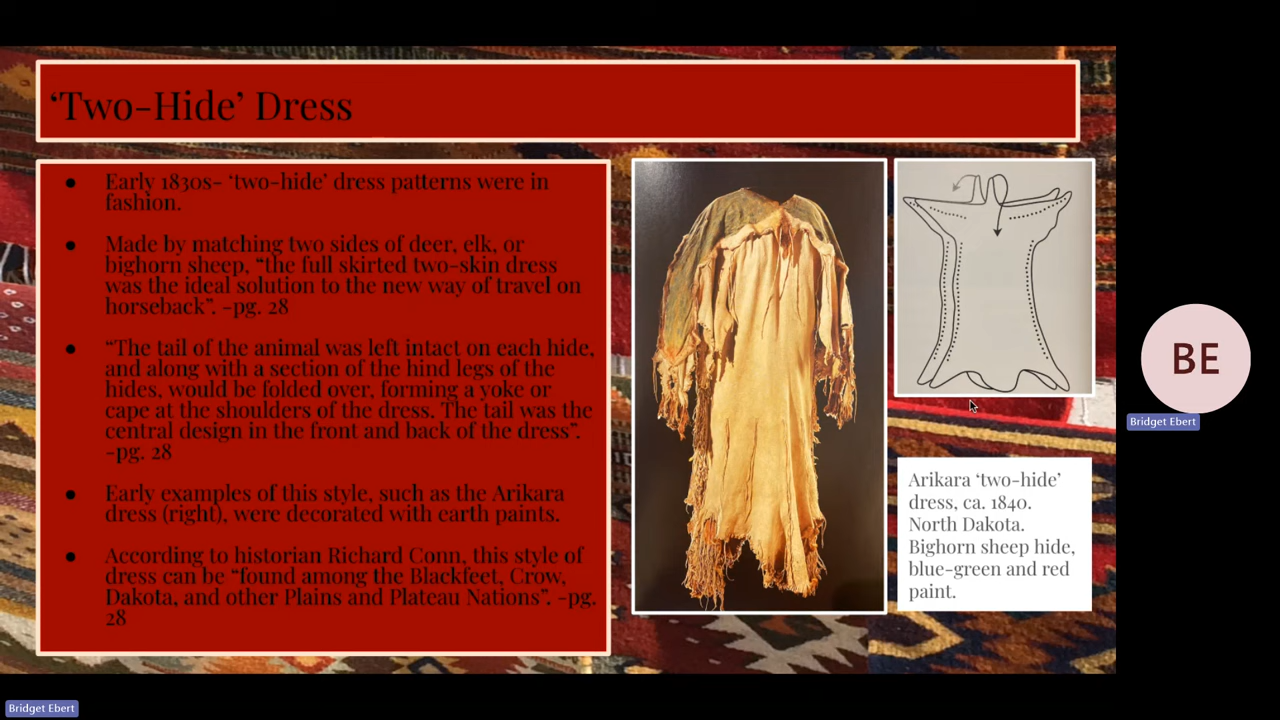 ‘Two-Hide’ Dress
● Early 1830s- ‘two-hide’ dress patterns were in
fashion.
● Made by matching two sides of deer, elk, or
bighorn sheep, “the full skirted two-skin dress
was the ideal solution to the new way of travel on
horseback”. -pg. 28
● “The tail of the animal was left intact on each hide,
and along with a section of the hind legs of the
hides, would be folded over, forming a yoke or
cape at the shoulders of the dress. The tail was the
central design in the front and back of the dress”.
-pg. 28
● Early examples of this style, such as the Arikara
dress (right), were decorated with earth paints.
● According to historian Richard Conn, this style of
dress can be “found among the Blackfeet, Crow,
Dakota, and other Plains and Plateau Nations”. -pg.
28
Arikara ‘two-hide’
dress, ca. 1840.
North Dakota.
Bighorn sheep hide,
blue-green and red
paint.
BE
Bridget Ebert
Bridget Ebert